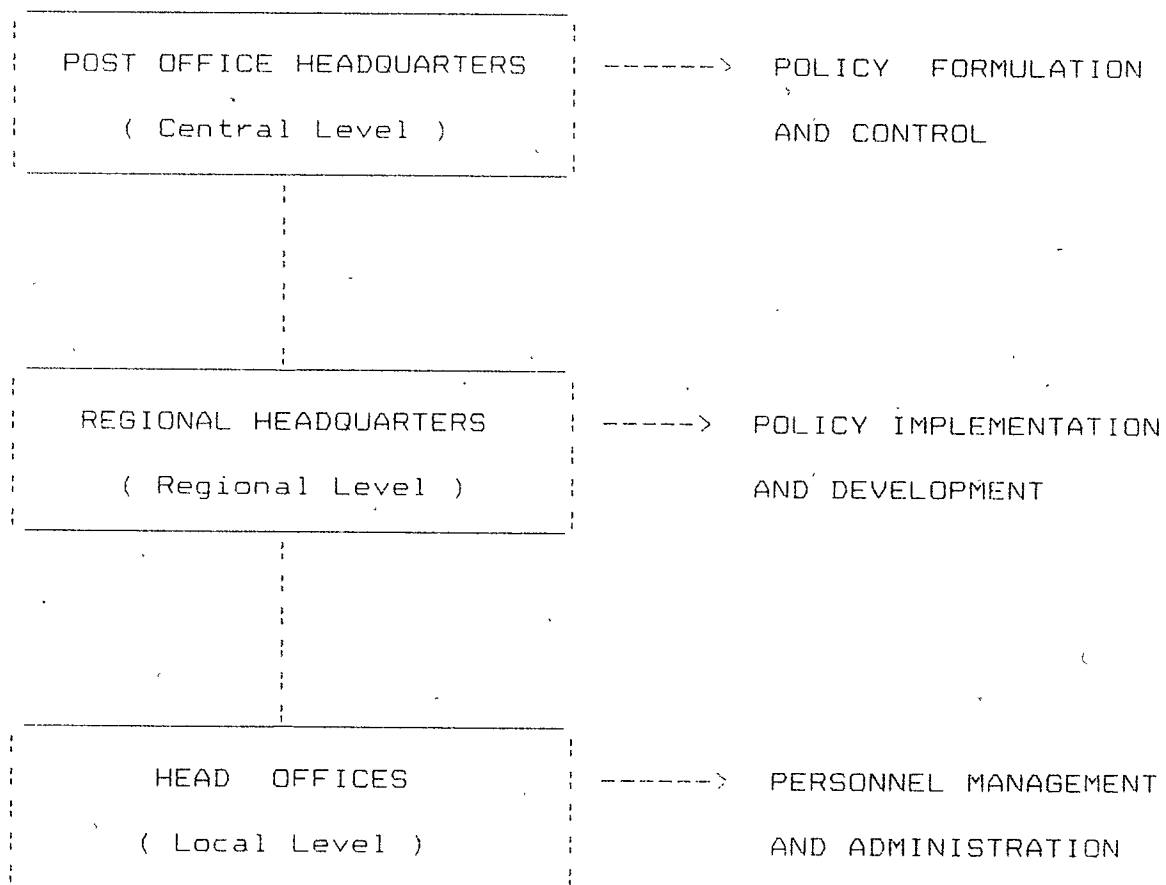 POST OFFICE HEADQUARTERS ------> POLICY FORMULATION
( Central Level ) AND CONTROL
REGIONAL HEADQUARTERS -----> POLICY IMPLEMENTATION
( Regional Level ) AND DEVELOPMENT
HEAD OFFICES ------> PERSONNEL MANAGEMENT
( Local Level ) AND ADMINISTRATION